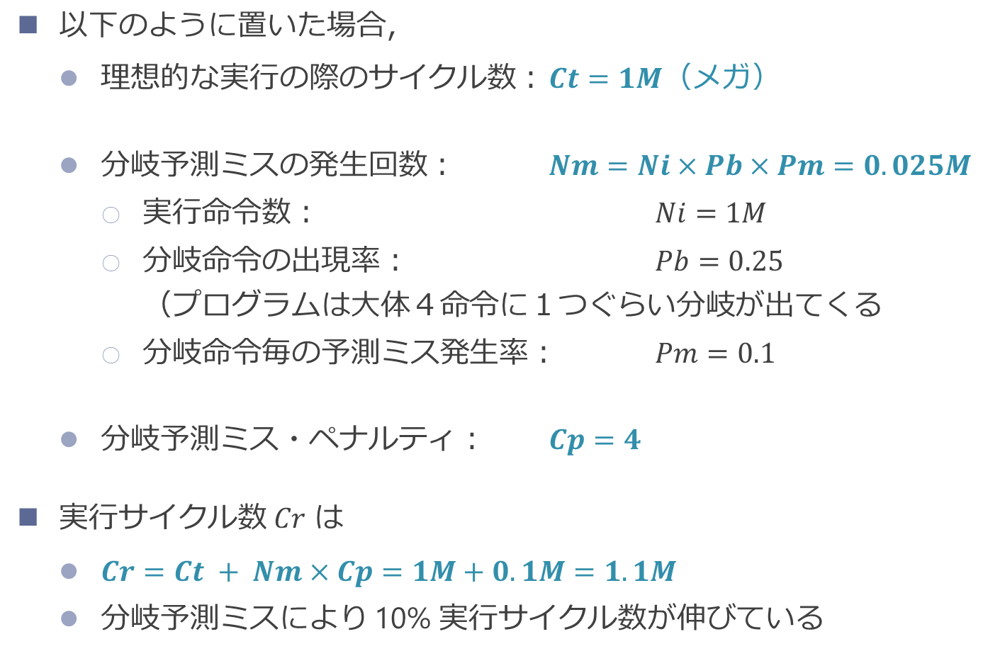 以下のように置いた場合,
理想的な実行の際のサイクル数： Ct = 1M（メガ）
分岐予測ミスの発生回数： Nm = Ni × Pb × Pm = 0.025M
実行命令数： Ni = 1M
分岐命令の出現率： Pb = 0.25
（プログラムは大体４命令に１つぐらい分岐が出てくる
分岐命令毎の予測ミス発生率： Pm = 0.1
分岐予測ミス・ペナルティ： Cp = 4
実行サイクル数 Cr は
Cr = Ct + Nm × Cp = 1M + 0.1M = 1.1M
分岐予測ミスにより 10% 実行サイクル数が伸びている